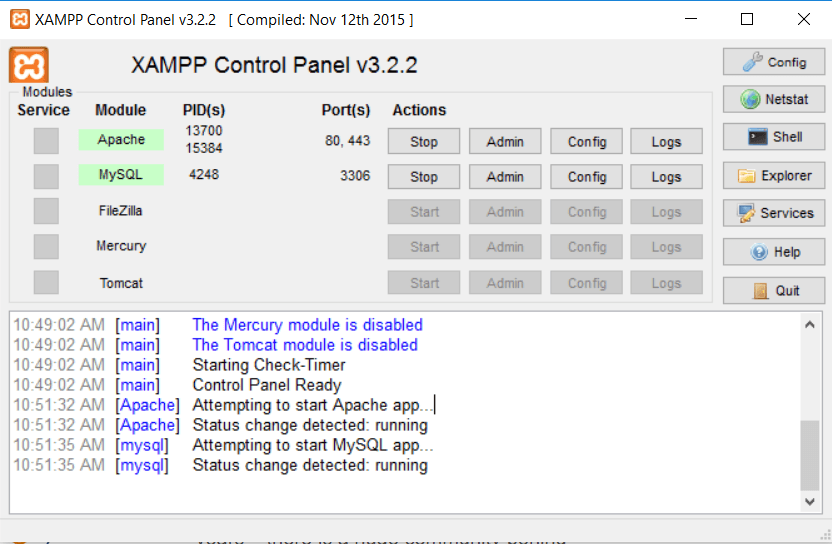 XAMPP Control Panel v3.2.2 [ Compiled: Nov 12th 2015 ]
XAMPP Control Panel v3.2.2
Config
Modules
Service Module PID(s) Port(s) Actions
Netstat
Apache 13700 15384 80, 443 Stop Admin Config Logs
Shell
MySQL 4248 3306 Stop Admin Config Logs
Explorer
FileZilla Start Admin Config Logs
Services
Mercury Start Admin Config Logs
Help
Tomcat Start Admin Config Logs
Quit
10:49:02 AM [main] The Mercury module is disabled
10:49:02 AM [main] The Tomcat module is disabled
10:49:02 AM [main] Starting Check-Timer
10:49:02 AM [main] Control Panel Ready
10:51:32 AM [Apache] Attempting to start Apache app...
10:51:32 AM [Apache] Status change detected: running
10:51:35 AM [mysql] Attempting to start MySQL app...
10:51:35 AM [mysql] Status change detected: running